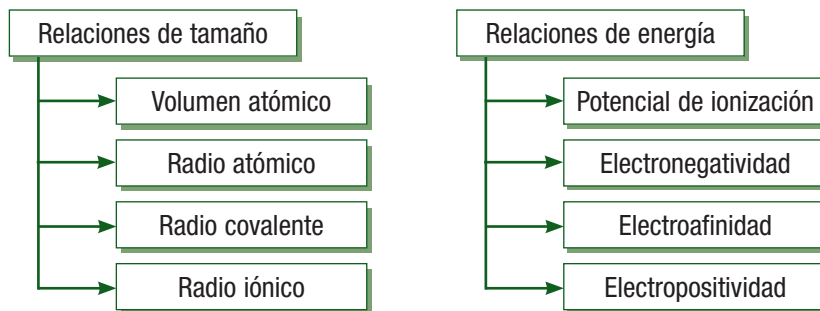 Relaciones de tamaño
Volumen atómico
Radio atómico
Radio covalente
Radio iónico
Relaciones de energía
Potencial de ionización
Electronegatividad
Electroafinidad
Electropositividad